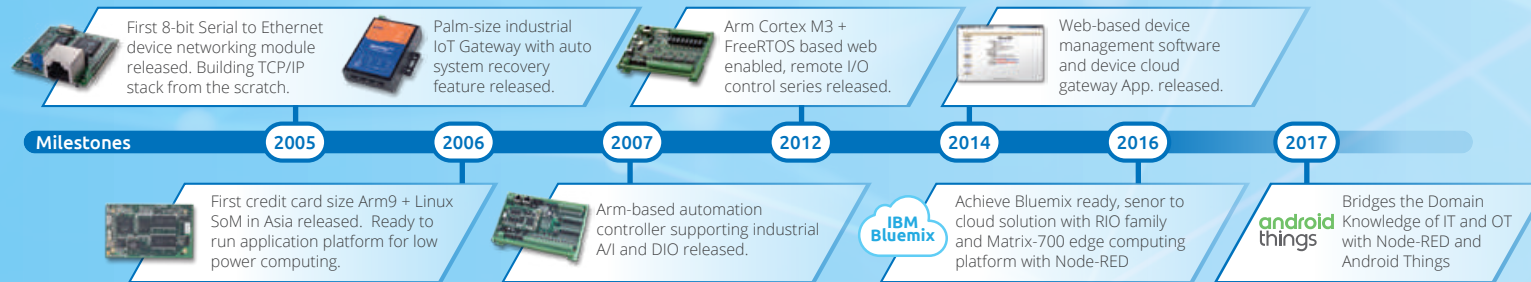 First 8-bit Serial to Ethernet
device networking module
released. Building TCP/IP
stack from the scratch.
Palm-size industrial
IoT Gateway with auto
system recovery
feature released.
Arm Cortex M3 +
FreeRTOS based web
enabled, remote I/O
control series released.
Web-based device
management software
and device cloud
gateway App. released.
Milestones
2005
2006
2007
2012
2014
2016
2017
First credit card size Arm9 + Linux
SoM in Asia released. Ready to
run application platform for low
power computing.
Arm-based automation
controller supporting industrial
A/I and DIO released.
IBM
Bluemix
Achieve Bluemix ready, senor to
cloud solution with RIO family
and Matrix-700 edge computing
platform with Node-RED
android
things
Bridges the Domain
Knowledge of IT and OT
with Node-RED and
Android Things